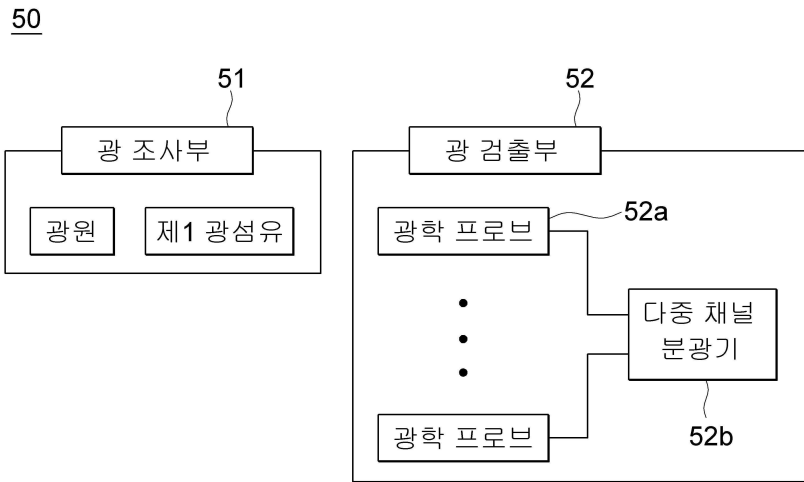 50
51
광 조사부
광원
제1 광섬유
52
광 검출부
52a
광학 프로브
다중 채널
분광기
52b
광학 프로브